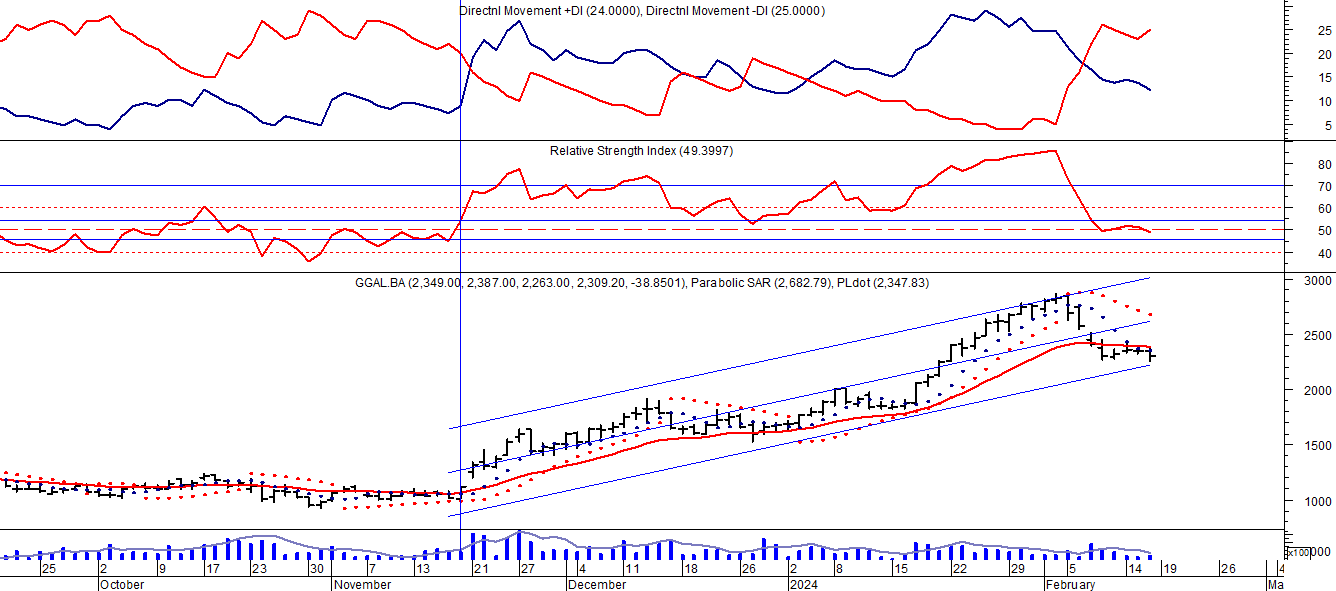 Directnl Movement +DI (24.0000), Directnl Movement -DI (25.0000)
25
20
15
10
5
Relative Strength Index (49.3997)
80
70
60
50
40
GGAL.BA (2,349.00, 2,387.00, 2,263.00, 2,309.20, -38.8501), Parabolic SAR (2,682.79), PLdot (2,347.83)
3000
2500
2000
1500
1000
x100 000
25 2 9 17 23 30 7 13 21 27 4 11 18 26 2 8 15 22 29 5 14 19 26 4
October November December 2024 February Ma